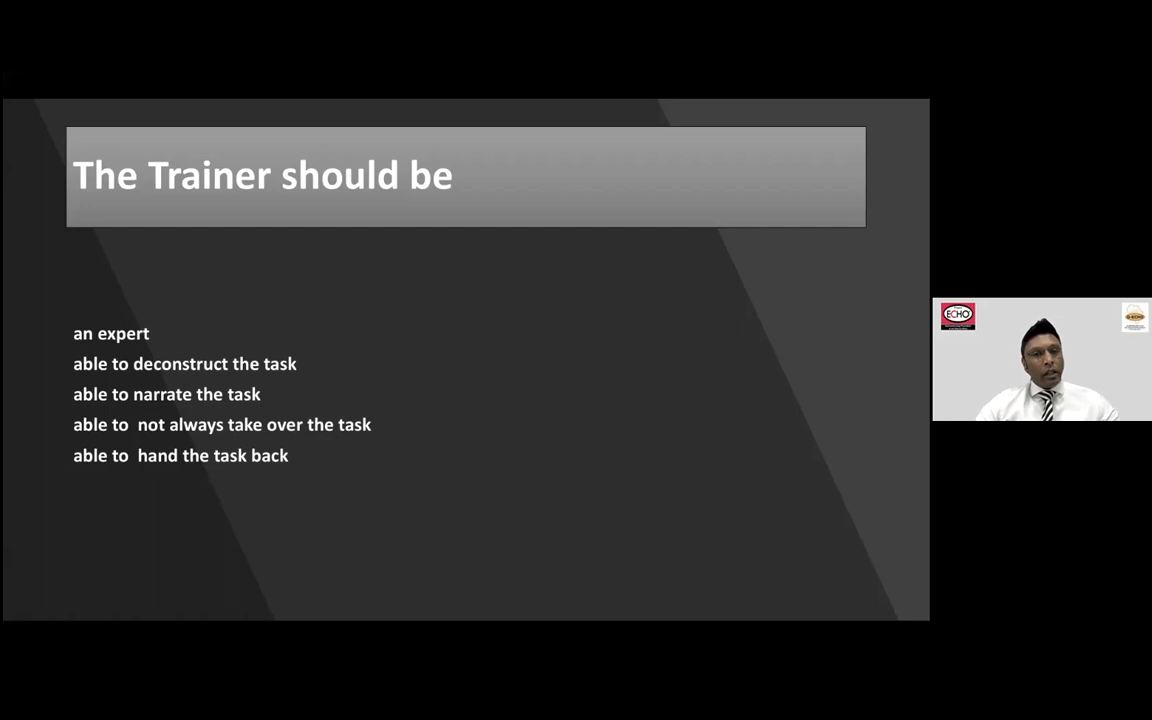 The Trainer should be
an expert
able to deconstruct the task
able to narrate the task
able to  not always take over the task
able to  hand the task back
ECHO